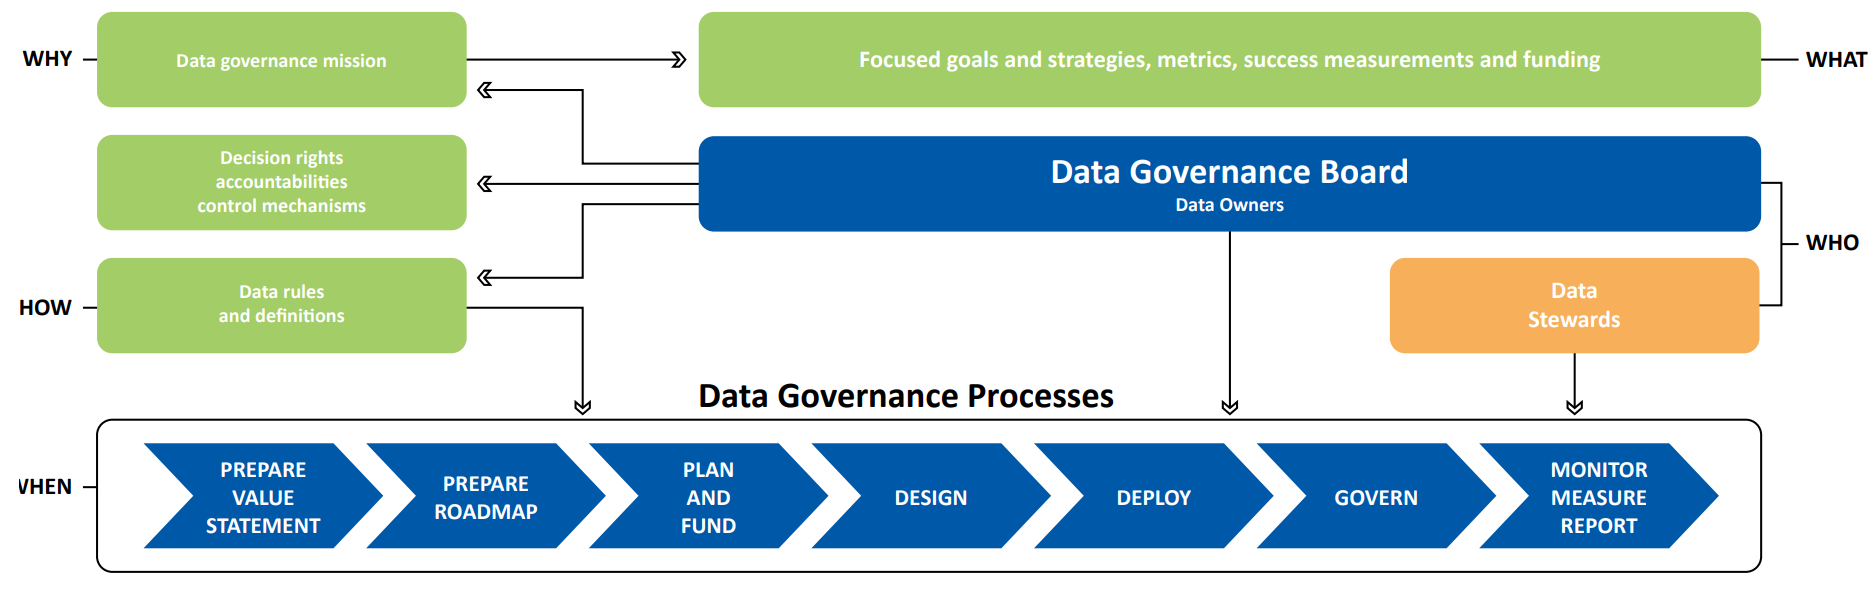 WHY
Data governance mission
Focused goals and strategies, metrics, success measurements and funding
WHAT
Decision rights
accountabilities
control mechanisms
Data Governance Board
Data Owners
WHO
HOW
Data rules
and definitions
Data
Stewards
Data Governance Processes
WHEN
PREPARE
VALUE
STATEMENT
PREPARE
ROADMAP
PLAN
AND
FUND
DESIGN
DEPLOY
GOVERN
MONITOR
MEASURE
REPORT